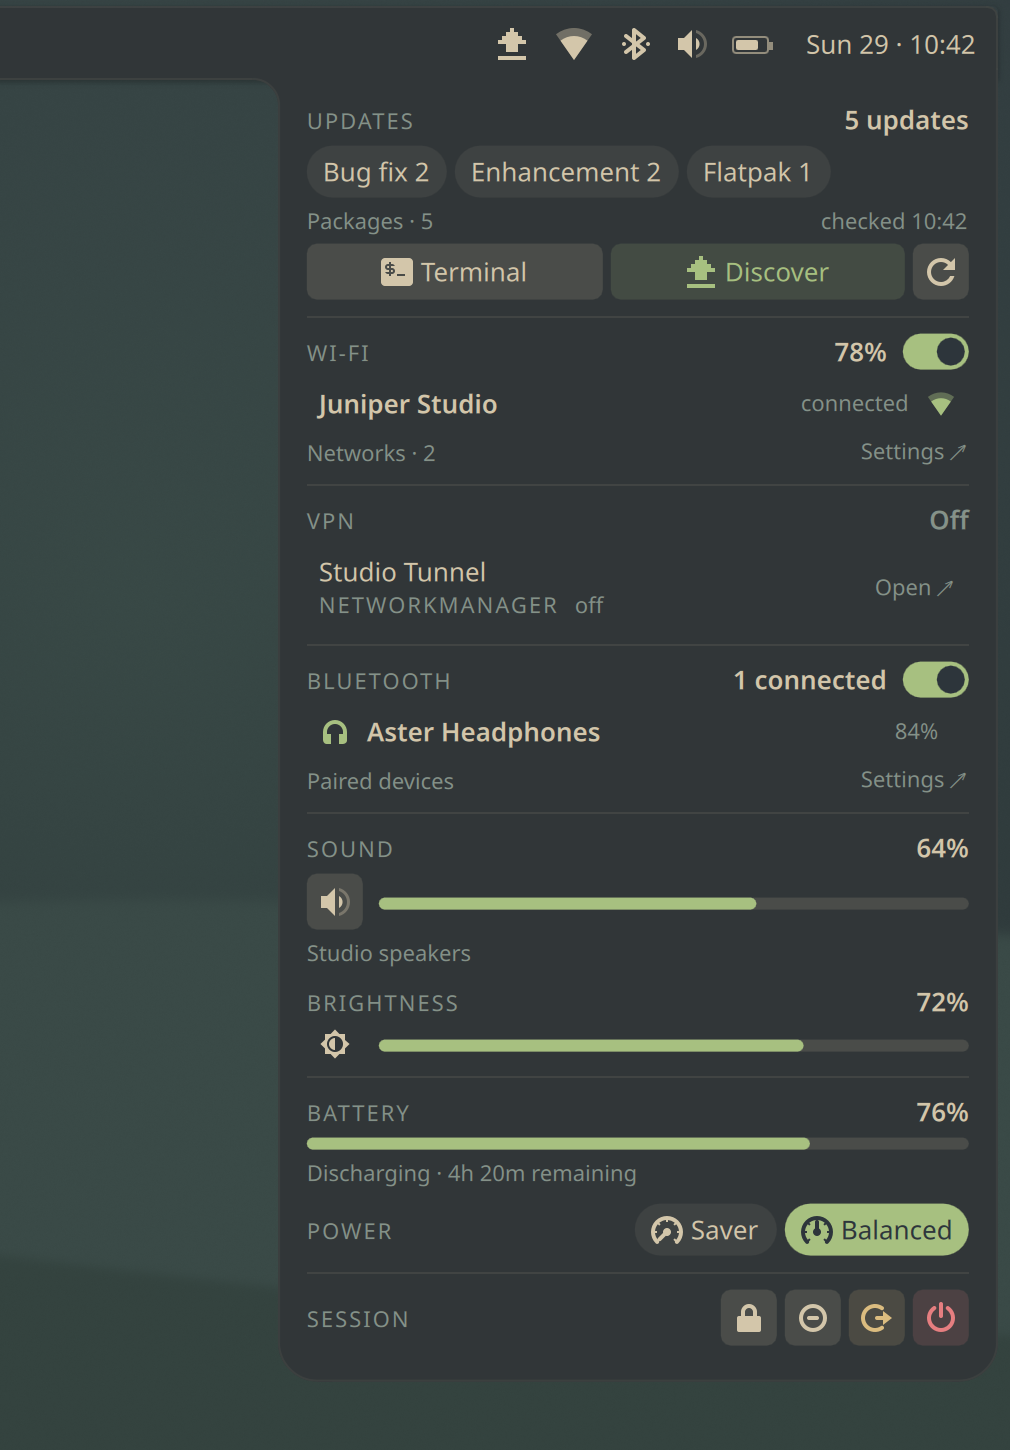 Sun 29 · 10:42
UPDATES 5 updates
Bug fix 2 Enhancement 2 Flatpak 1
Packages · 5 checked 10:42
$_ Terminal Discover
WI-FI 78%
Juniper Studio connected
Networks · 2 Settings ↗
VPN Off
Studio Tunnel
NETWORKMANAGER off Open ↗
BLUETOOTH 1 connected
Aster Headphones 84%
Paired devices Settings ↗
SOUND 64%
Studio speakers
BRIGHTNESS 72%
BATTERY 76%
Discharging · 4h 20m remaining
POWER Saver Balanced
SESSION